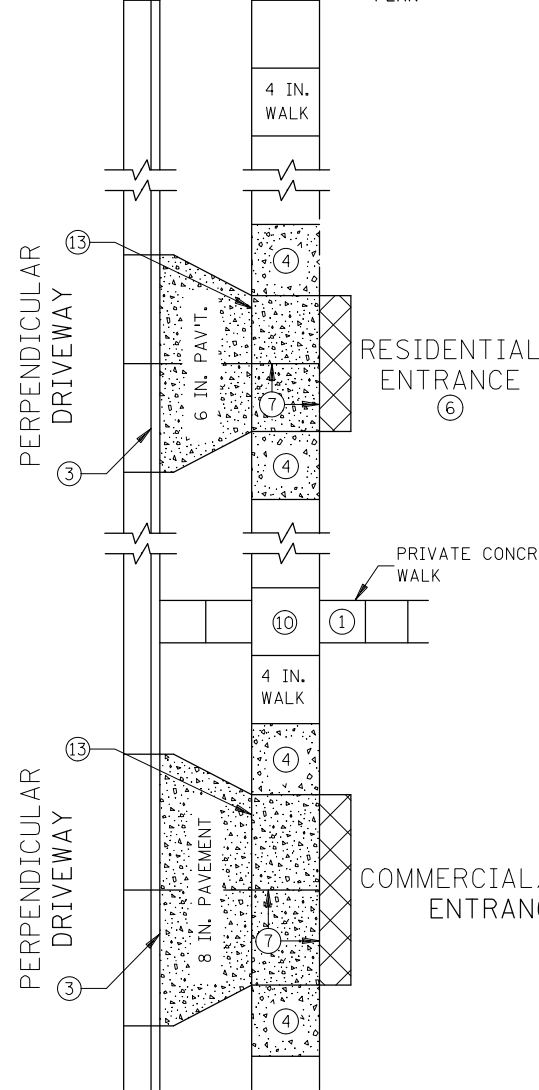 4 IN.
WALK
13
4
PERPENDICULAR
DRIVEWAY
6 IN. PAV'T.
RESIDENTIAL
ENTRANCE
6
7
3
4
PRIVATE CONCR
WALK
10
1
4 IN.
WALK
13
4
PERPENDICULAR
DRIVEWAY
8 IN. PAVEMENT
COMMERCIAL
ENTRANC
7
3
4